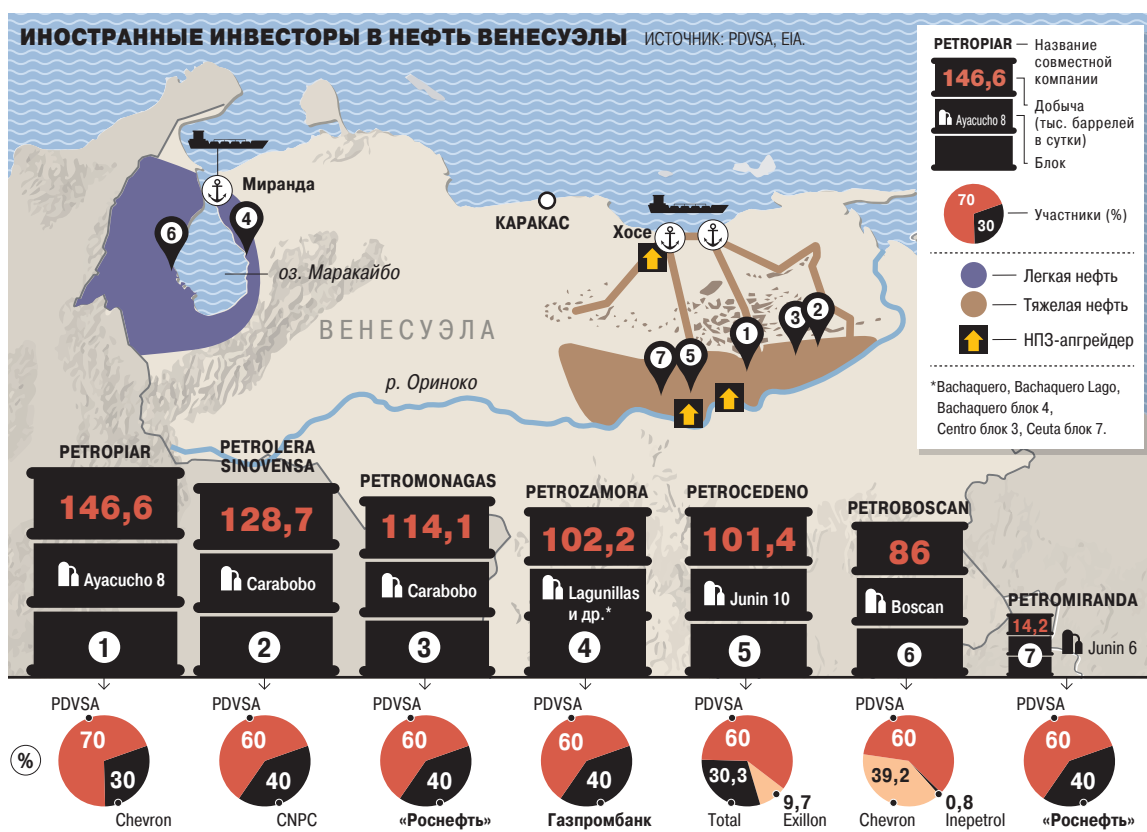 ИНОСТРАННЫЕ ИНВЕСТОРЫ В НЕФТЬ ВЕНЕСУЭЛЫ ИСТОЧНИК: PDVSA, EIA.
PETROPIAR
Название
совместной
компании
146,6
Добыча
(тыс. баррелей
в сутки)
Ayacucho 8
Блок
70
30
Участники (%)
Легкая нефть
Тяжелая нефть
НПЗ-апгрейдер
*Bachaquero, Bachaquero Lago,
Bachaquero блок 4,
Centro блок 3, Ceuta блок 7.
Миранда
6
4
оз. Маракайбо
КАРАКАС
Хосе
ВЕНЕСУЭЛА
р. Ориноко
7
5
1
3
2
PETROPIAR
146,6
Ayacucho 8
1
PETROLERA
SINOVENSA
128,7
Carabobo
2
PETROMONAGAS
114,1
Carabobo
3
PETROZAMORA
102,2
Lagunillas
и др.*
4
PETROCEDENO
101,4
Junin 10
5
PETROBOSCAN
86
Boscan
6
PETROMIRANDA
14,2
Junin 6
7
%
PDVSA
70
30
Chevron
PDVSA
60
40
CNPC
PDVSA
60
40
«Роснефть»
PDVSA
60
40
Газпромбанк
PDVSA
60
30,3
9,7
Total
Exillon
PDVSA
60
39,2
0,8
Chevron
Inepetrol
PDVSA
60
40
«Роснефть»